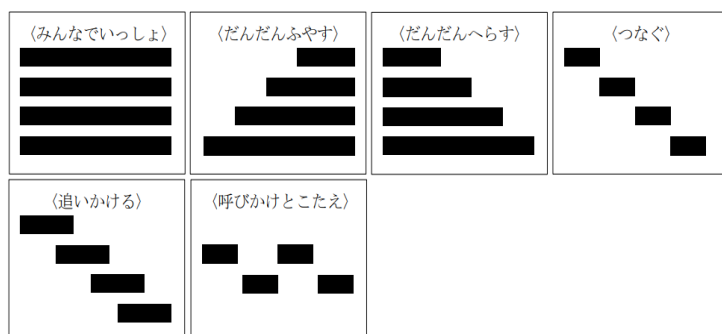 〈みんなでいっしょ〉
〈だんだんふやす〉
〈だんだんへらす〉
〈つなぐ〉
〈追いかける〉
〈呼びかけとこたえ〉